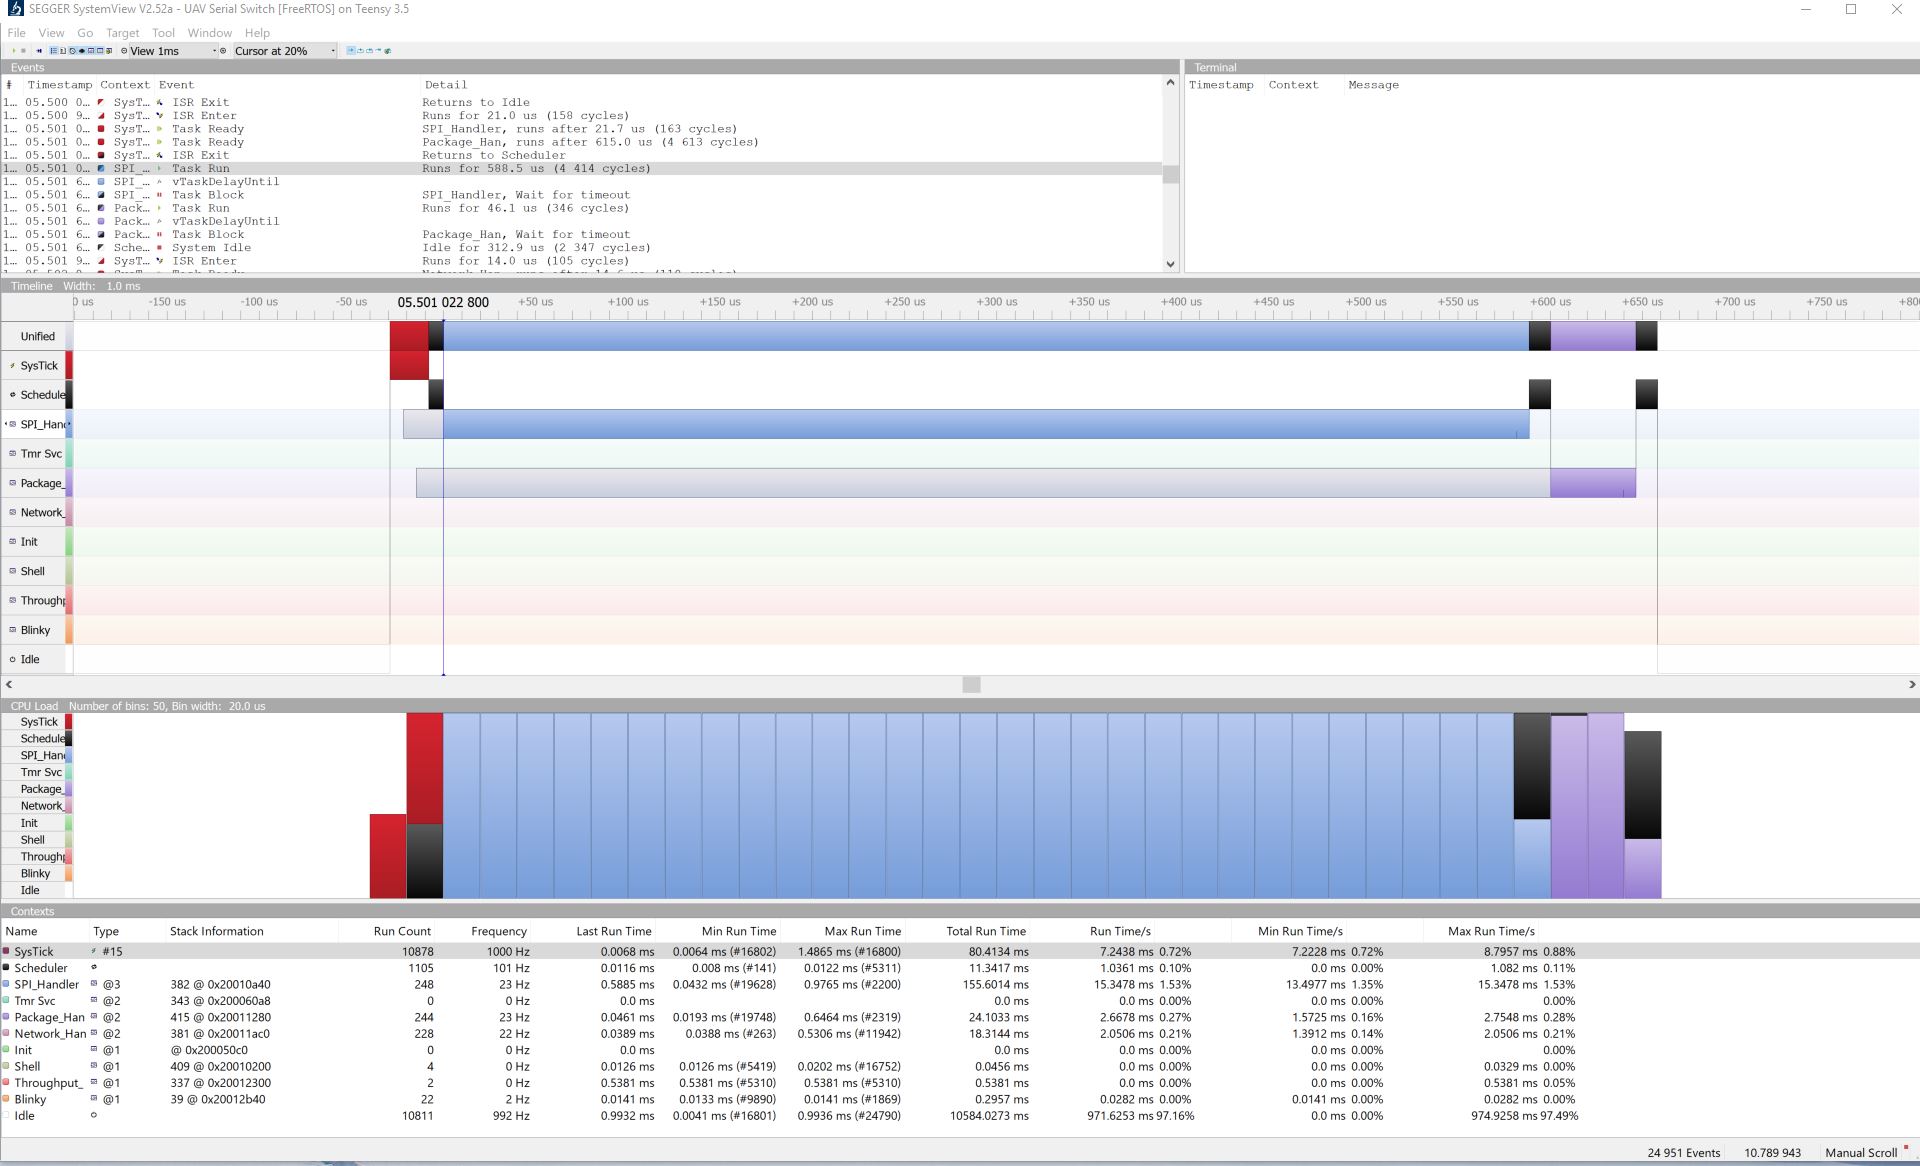 SEGGER SystemView V2.52a - UAV Serial Switch [FreeRTOS] on Teensy 3.5
File View Go Target Tool Window Help
View 1ms Cursor at 20%
Events
# Timestamp Context Event Detail
1... 05.500 0... SysT... ISR Exit Returns to Idle
1... 05.500 9... SysT... ISR Enter Runs for 21.0 us (158 cycles)
1... 05.501 0... SysT... Task Ready SPI_Handler, runs after 21.7 us (163 cycles)
1... 05.501 0... SysT... Task Ready Package_Han, runs after 615.0 us (4 613 cycles)
1... 05.501 0... SysT... ISR Exit Returns to Scheduler
1... 05.501 0... SPI_... Task Run Runs for 588.5 us (4 414 cycles)
1... 05.501 6... SPI_... vTaskDelayUntil
1... 05.501 6... SPI_... Task Block SPI_Handler, Wait for timeout
1... 05.501 6... Pack... Task Run Runs for 46.1 us (346 cycles)
1... 05.501 6... Pack... vTaskDelayUntil
1... 05.501 6... Pack... Task Block Package_Han, Wait for timeout
1... 05.501 6... Sche... System Idle Idle for 312.9 us (2 347 cycles)
1... 05.501 9... SysT... ISR Enter Runs for 14.0 us (105 cycles)
Terminal
Timestamp Context Message
Timeline Width: 1.0 ms
0 us -150 us -100 us -50 us 05.501 022 800 +50 us +100 us +150 us +200 us +250 us +300 us +350 us +400 us +450 us +500 us +550 us +600 us +650 us +700 us +750 us +800
Unified
SysTick
Schedule
SPI_Hand
Tmr Svc
Package_
Network_
Init
Shell
Throughp
Blinky
Idle
CPU Load Number of bins: 50, Bin width: 20.0 us
SysTick
Schedule
SPI_Hand
Tmr Svc
Package_
Network_
Init
Shell
Throughp
Blinky
Idle
Contexts
Name Type Stack Information Run Count Frequency Last Run Time Min Run Time Max Run Time Total Run Time Run Time/s Min Run Time/s Max Run Time/s
SysTick #15 10878 1000 Hz 0.0068 ms 0.0064 ms (#16802) 1.4865 ms (#16800) 80.4134 ms 7.2438 ms 0.72% 7.2228 ms 0.72% 8.7957 ms 0.88%
Scheduler 1105 101 Hz 0.0116 ms 0.008 ms (#141) 0.0122 ms (#5311) 11.3417 ms 1.0361 ms 0.10% 0.0 ms 0.00% 1.082 ms 0.11%
SPI_Handler @3 382 @ 0x20010a40 248 23 Hz 0.5885 ms 0.0432 ms (#19628) 0.9765 ms (#2200) 155.6014 ms 15.3478 ms 1.53% 13.4977 ms 1.35% 15.3478 ms 1.53%
Tmr Svc @2 343 @ 0x200060a8 0 0 Hz 0.0 ms 0.0 ms 0.0 ms 0.00% 0.0 ms 0.00% 0.00%
Package_Han @2 415 @ 0x20011280 244 23 Hz 0.0461 ms 0.0193 ms (#19748) 0.6464 ms (#2319) 24.1033 ms 2.6678 ms 0.27% 1.5725 ms 0.16% 2.7548 ms 0.28%
Network_Han @2 381 @ 0x20011ac0 228 22 Hz 0.0389 ms 0.0388 ms (#263) 0.5306 ms (#11942) 18.3144 ms 2.0506 ms 0.21% 1.3912 ms 0.14% 2.0506 ms 0.21%
Init @1 @ 0x200050c0 0 0 Hz 0.0 ms 0.0 ms 0.0 ms 0.00% 0.0 ms 0.00% 0.00%
Shell @1 409 @ 0x20010200 4 0 Hz 0.0126 ms 0.0126 ms (#5419) 0.0202 ms (#16752) 0.0456 ms 0.0 ms 0.00% 0.0 ms 0.00% 0.0329 ms 0.00%
Throughput_ @1 337 @ 0x20012300 2 0 Hz 0.5381 ms 0.5381 ms (#5310) 0.5381 ms (#5310) 0.5381 ms 0.0 ms 0.00% 0.0 ms 0.00% 0.5381 ms 0.05%
Blinky @1 39 @ 0x20012b40 22 2 Hz 0.0141 ms 0.0133 ms (#9890) 0.0141 ms (#1869) 0.2957 ms 0.0282 ms 0.00% 0.0141 ms 0.00% 0.0282 ms 0.00%
Idle 10811 992 Hz 0.9932 ms 0.0041 ms (#16801) 0.9936 ms (#24790) 10584.0273 ms 971.6253 ms 97.16% 0.0 ms 0.00% 974.9258 ms 97.49%
24 951 Events 10.789 943 Manual Scroll